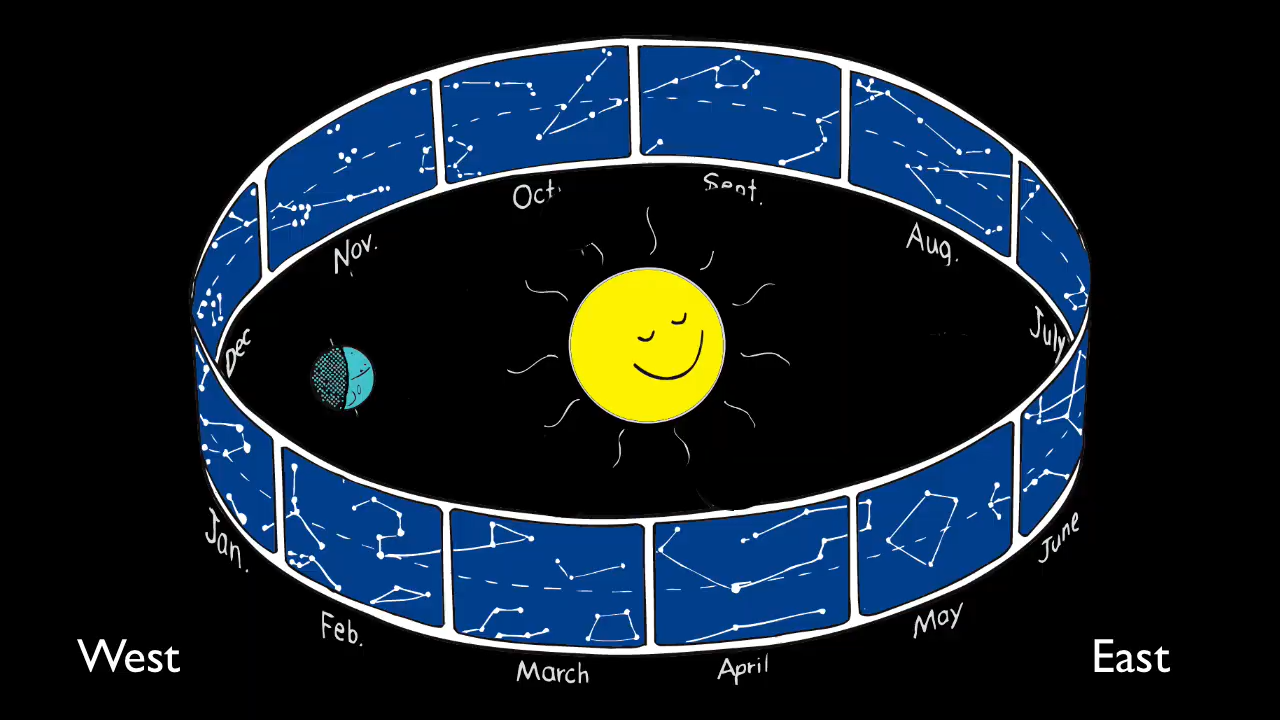 Oct.
Sept.
Nov.
Aug.
Dec
July
Jan.
June
Feb.
May
West
March
April
East